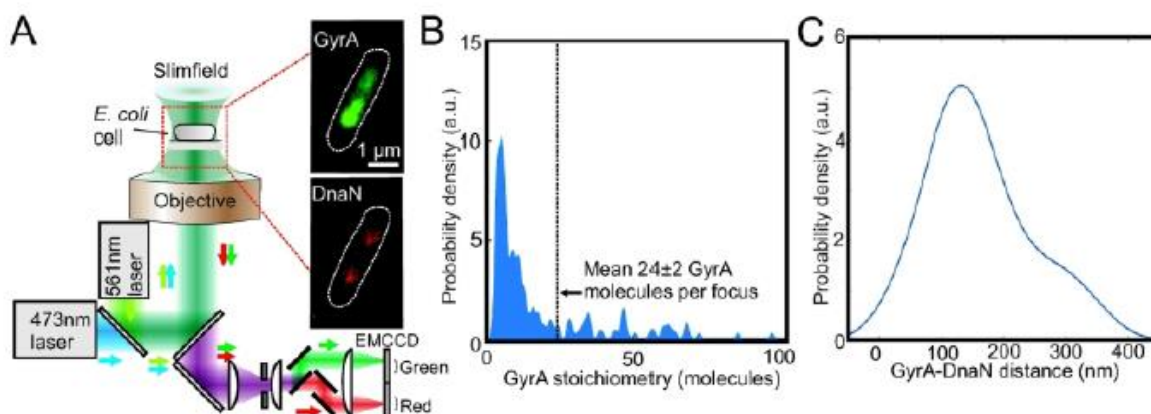 A
GyrA
Slimfield
E. coli
cell
1 µm
DnaN
Objective
561nm
laser
473nm
laser
EMCCD
Green
Red
B
15
10
5
0
Probability density (a.u.)
Mean 24±2 GyrA
molecules per focus
0
50
100
GyrA stoichiometry (molecules)
C
6
4
2
0
Probability density (a.u.)
0
100
200
300
400
GyrA-DnaN distance (nm)